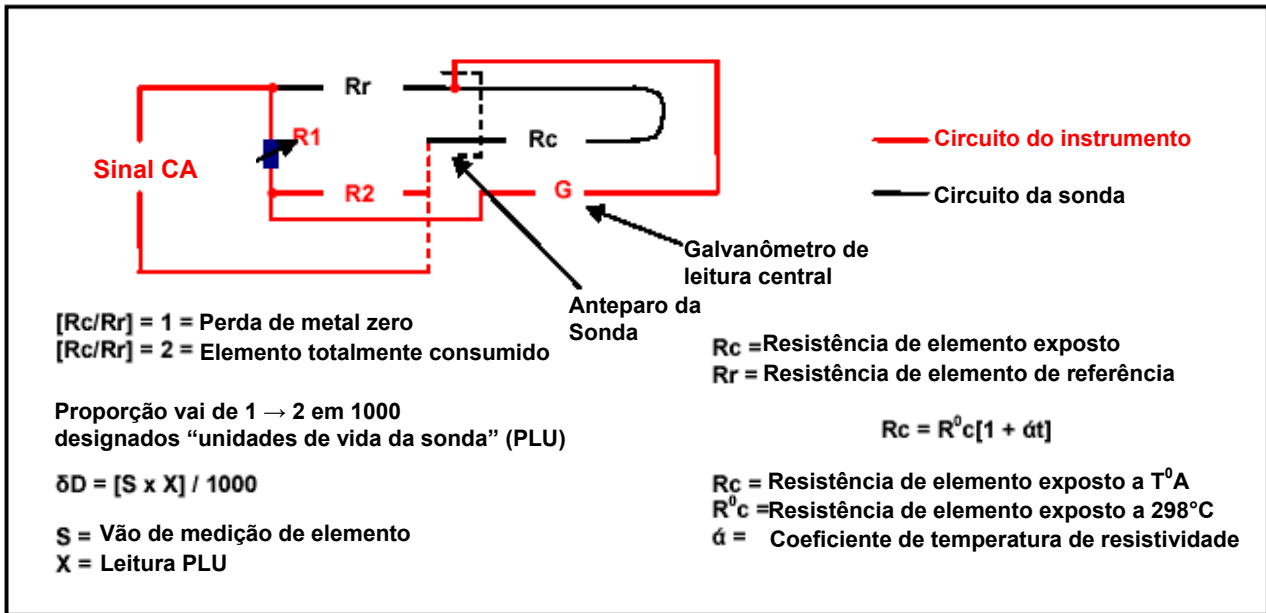 Rr
R1
Rc
Circuito do instrumento
Sinal CA
R2
G
Circuito da sonda
Galvanômetro de
leitura central
Anteparo da
Sonda
[Rc/Rr] = 1 = Perda de metal zero
[Rc/Rr] = 2 = Elemento totalmente consumido
Proporção vai de 1 → 2 em 1000
designados “unidades de vida da sonda” (PLU)
δD = [S x X] / 1000
S = Vão de medição de elemento
X = Leitura PLU
Rc = Resistência de elemento exposto
Rr = Resistência de elemento de referência
Rc = R⁰c[1 + át]
Rc = Resistência de elemento exposto a T⁰A
R⁰c = Resistência de elemento exposto a 298°C
á = Coeficiente de temperatura de resistividade